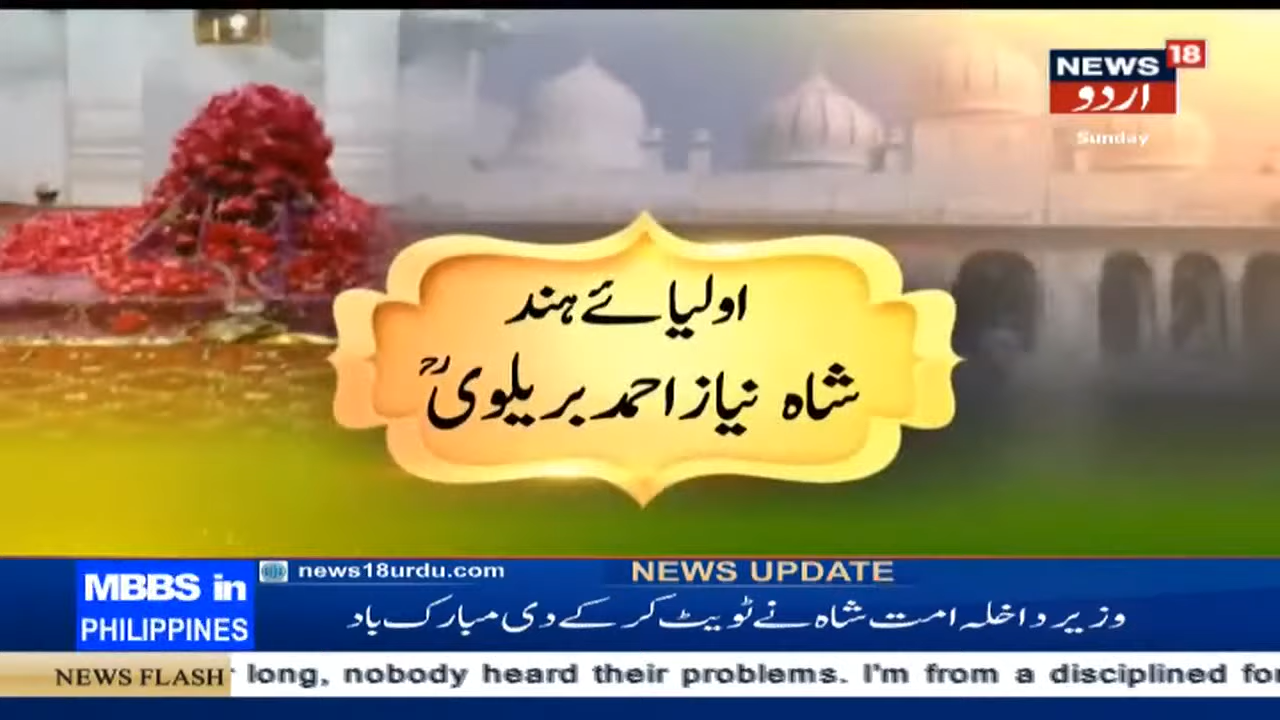 NEWS 18
اردو
Sunday
اولیائے ہند
شاہ نیاز احمد بریلویؒ
MBBS in
PHILIPPINES
news18urdu.com
NEWS UPDATE
وزیر داخلہ امت شاہ نے ٹویٹ کر کے دی مبارک باد
NEWS FLASH
long, nobody heard their problems. I'm from a disciplined for